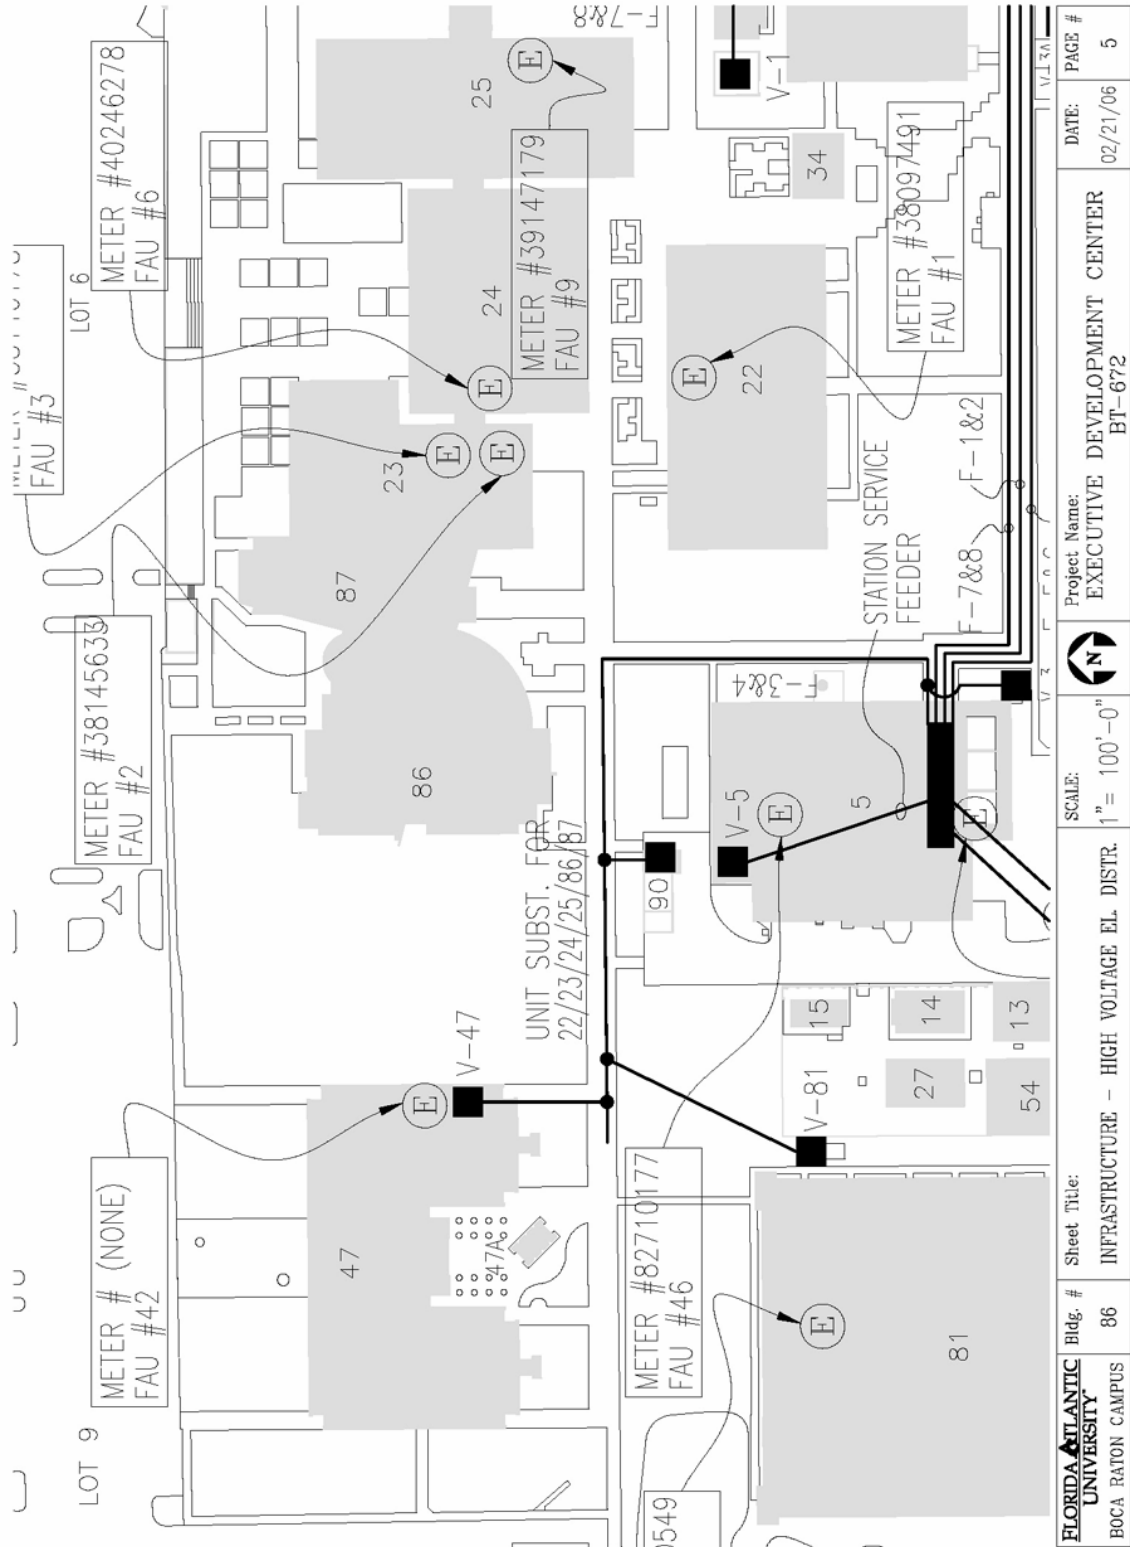 LOT 9
METER # (NONE)
FAU #42
METER #38145633
FAU #2
FAU #3
LOT 6
METER #40246278
FAU #6
47
47A
V-47
86
87
23
24
25
METER #39147179
FAU #9
F-7&8
UNIT SUBST. FOR
22/23/24/25/86/87
E
E
E
E
E
E
E
E
E
22
34
V-1
METER #38097491
FAU #1
STATION SERVICE
FEEDER
F-7&8
F-1&2
F-3&4
V-5
5
90
15
14
13
27
54
V-81
METER #82710177
FAU #46
81
0549
FLORIDA ATLANTIC
UNIVERSITY
BOCA RATON CAMPUS
Bldg. #
86
Sheet Title:
INFRASTRUCTURE - HIGH VOLTAGE EL. DISTR.
SCALE:
1" = 100'-0"
N
Project Name:
EXECUTIVE DEVELOPMENT CENTER
BT-672
DATE:
02/21/06
PAGE #
5